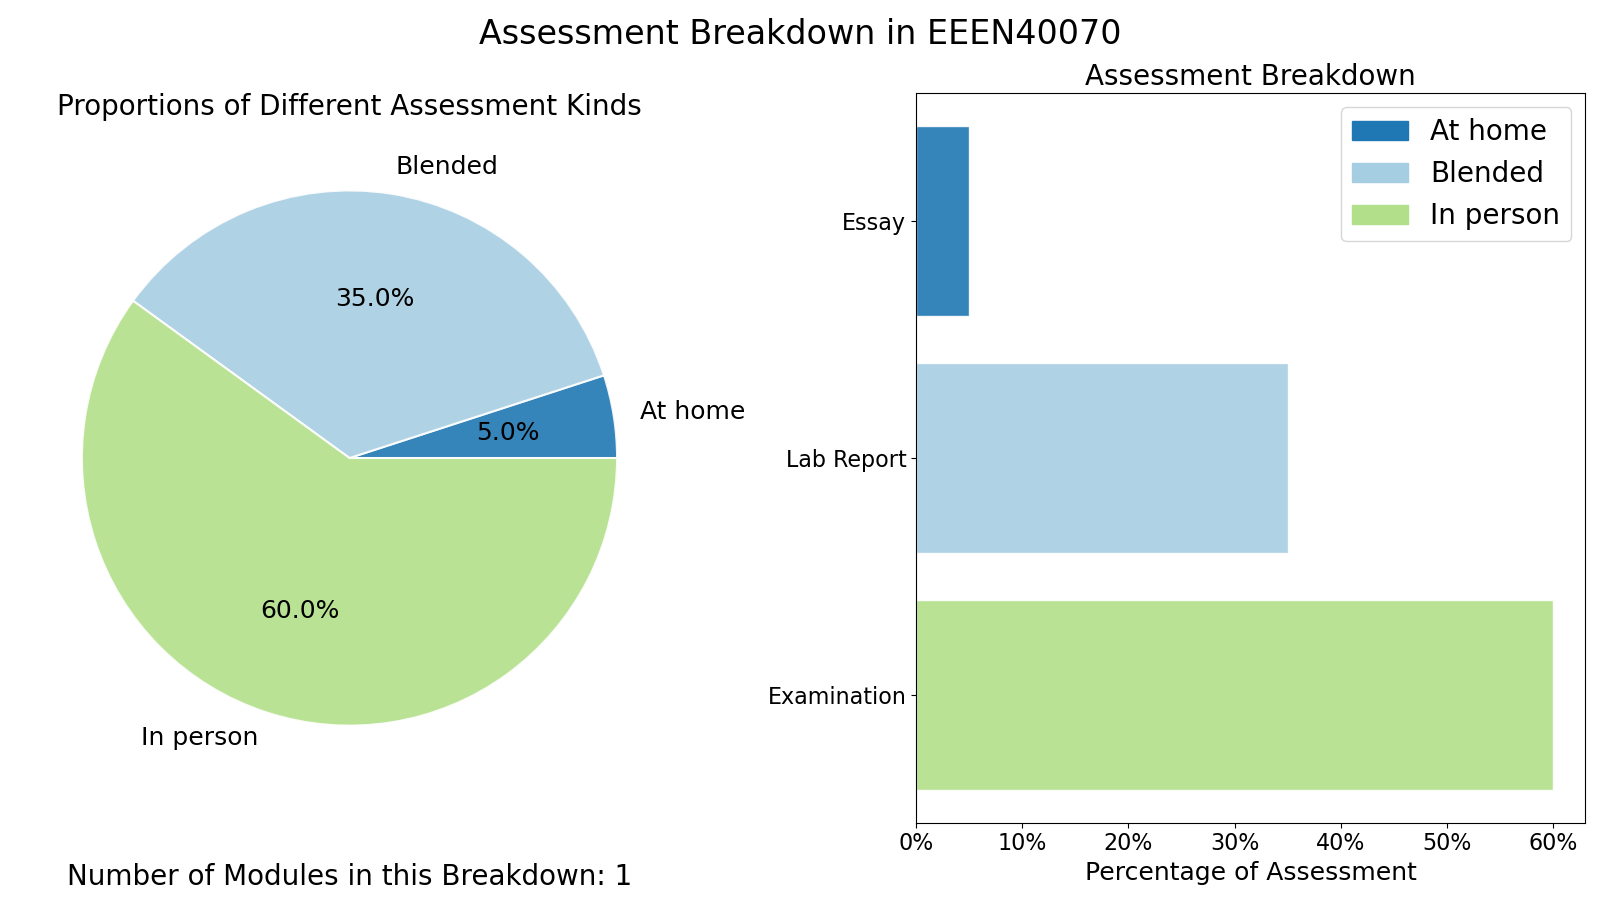 Assessment Breakdown in EEEN40070
Proportions of Different Assessment Kinds
Blended
35.0%
At home
5.0%
60.0%
In person
Number of Modules in this Breakdown: 1
Assessment Breakdown
At home
Blended
In person
Essay
Lab Report
Examination
0% 10% 20% 30% 40% 50% 60%
Percentage of Assessment